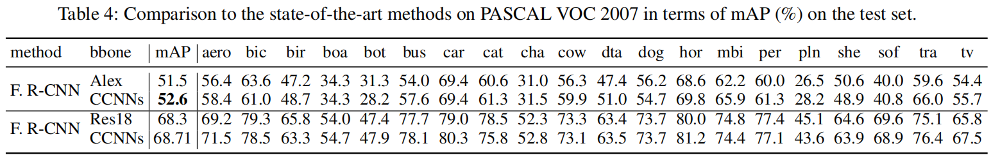 Table 4: Comparison to the state-of-the-art methods on PASCAL VOC 2007 in terms of mAP (%) on the test set.
method bbone mAP aero bic bir boa bot bus car cat cha cow dta dog hor mbi per pln she sof tra tv
F. R-CNN Alex 51.5 56.4 63.6 47.2 34.3 31.3 54.0 69.4 60.6 31.0 56.3 47.4 56.2 68.6 62.2 60.0 26.5 50.6 40.0 59.6 54.4
CCNNs 52.6 58.4 61.0 48.7 34.3 28.2 57.6 69.4 61.3 31.5 59.9 51.0 54.7 69.8 65.9 61.3 28.2 48.9 40.8 66.0 55.7
F. R-CNN Res18 68.3 69.2 79.3 65.8 54.0 47.4 77.7 79.0 78.5 52.3 73.3 63.4 73.7 80.0 74.8 77.4 45.1 64.6 69.6 75.1 65.8
CCNNs 68.71 71.5 78.5 63.3 54.7 47.9 78.1 80.3 75.8 52.8 73.1 63.5 73.7 81.2 74.4 77.1 43.6 63.9 68.9 76.4 67.5